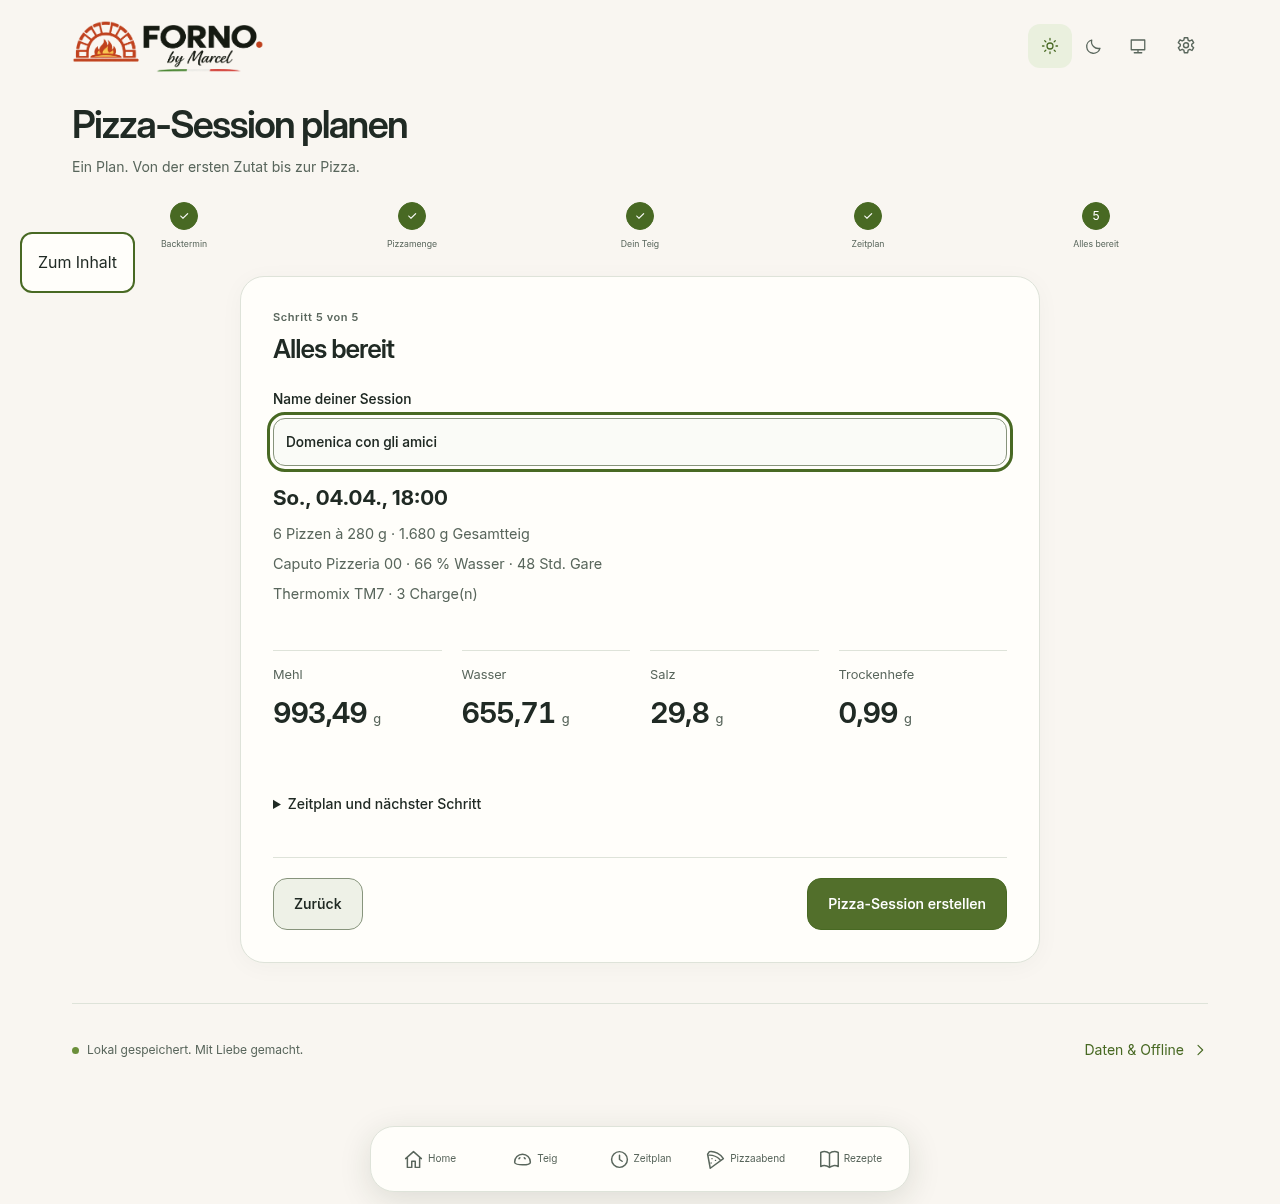 FORNO.
by Marcel
Pizza-Session planen
Ein Plan. Von der ersten Zutat bis zur Pizza.
Backtermin
Pizzamenge
Dein Teig
Zeitplan
5
Alles bereit
Zum Inhalt
Schritt 5 von 5
Alles bereit
Name deiner Session
Domenica con gli amici
So., 04.04., 18:00
6 Pizzen à 280 g · 1.680 g Gesamtteig
Caputo Pizzeria 00 · 66 % Wasser · 48 Std. Gare
Thermomix TM7 · 3 Charge(n)
Mehl
993,49 g
Wasser
655,71 g
Salz
29,8 g
Trockenhefe
0,99 g
Zeitplan und nächster Schritt
Zurück
Pizza-Session erstellen
Lokal gespeichert. Mit Liebe gemacht.
Daten & Offline
Home
Teig
Zeitplan
Pizzaabend
Rezepte